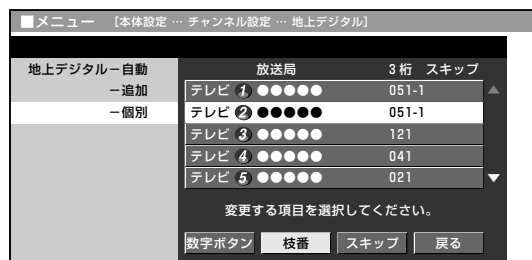 ■メニュー [本体設定 … チャンネル設定 … 地上デジタル]
地上デジタル－自動 放送局 3桁 スキップ
－追加 テレビ 1 ●●●●● 051-1 ▲
－個別 テレビ 2 ●●●●● 051-1
テレビ 3 ●●●●● 121
テレビ 4 ●●●●● 041
テレビ 5 ●●●●● 021 ▼
変更する項目を選択してください。
数字ボタン 枝番 スキップ 戻る